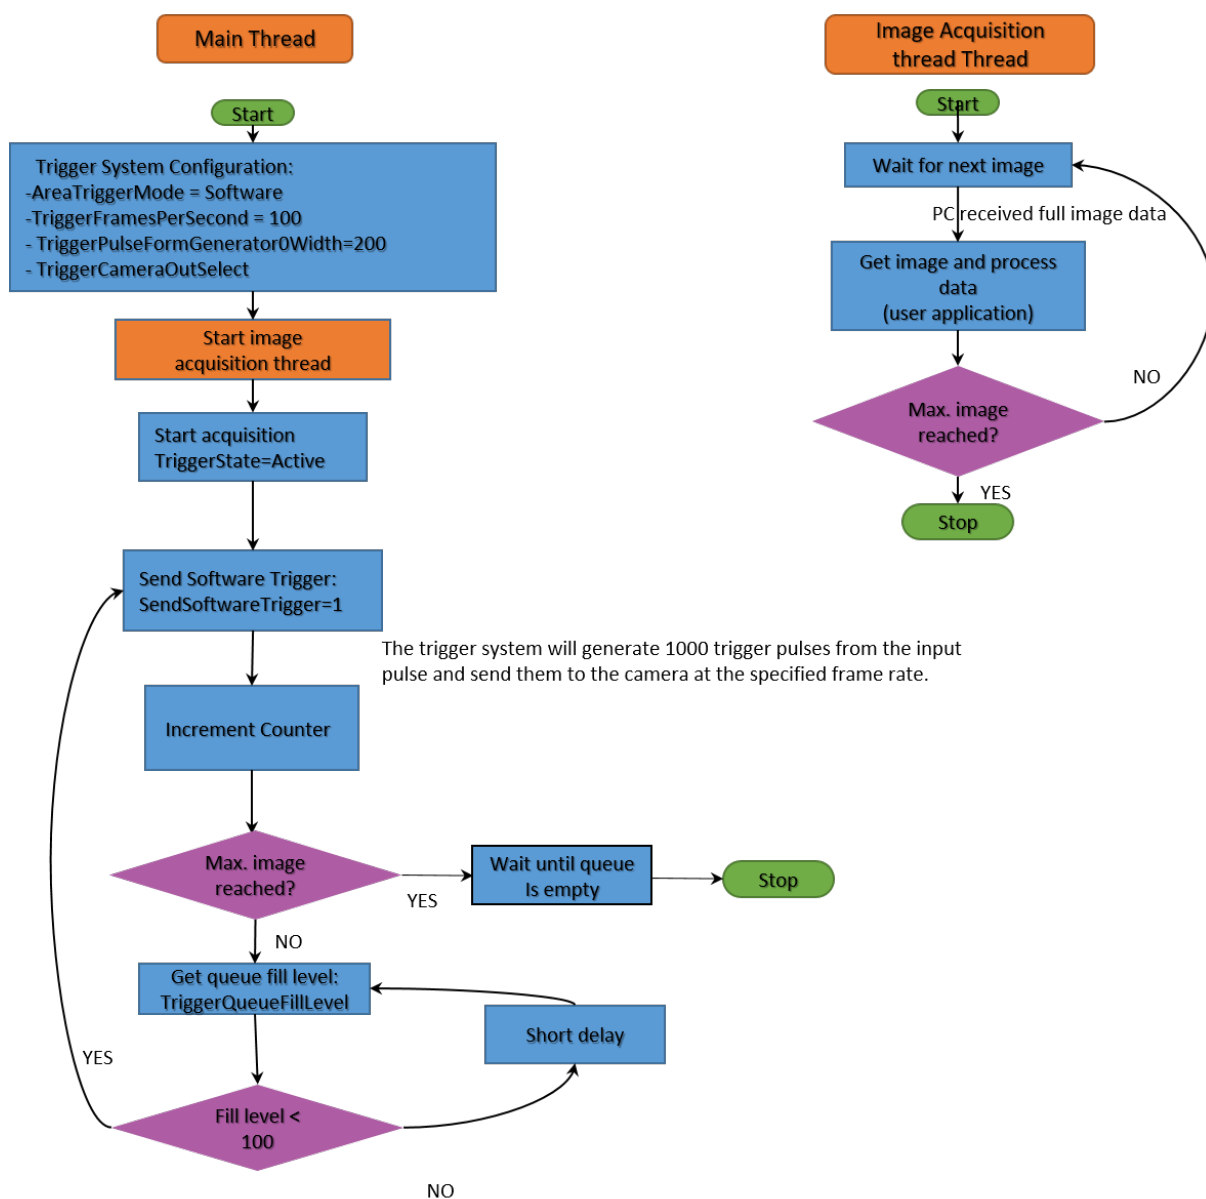 Main Thread
Start
Trigger System Configuration:
-AreaTriggerMode = Software
-TriggerFramesPerSecond = 100
- TriggerPulseFormGenerator0Width=200
- TriggerCameraOutSelect
Start image
acquisition thread
Start acquisition
TriggerState=Active
Send Software Trigger:
SendSoftwareTrigger=1
The trigger system will generate 1000 trigger pulses from the input
pulse and send them to the camera at the specified frame rate.
Increment Counter
Max. image
reached?
YES
Wait until queue
Is empty
Stop
NO
Get queue fill level:
TriggerQueueFillLevel
Short delay
YES
Fill level <
100
NO
Image Acquisition
thread Thread
Start
Wait for next image
PC received full image data
Get image and process
data
(user application)
NO
Max. image
reached?
YES
Stop